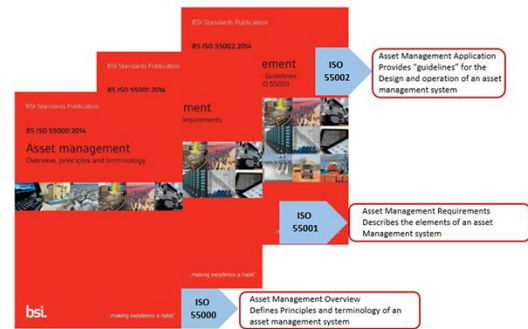 BSI Standards Publication
BS ISO 55002:2014
ement
- Guidelines
O 55001
ISO
55002
Asset Management Application
Provides “guidelines” for the
Design and operation of an asset
management system
BSI Standards Publication
BS ISO 55001:2014
ment
equirements
BSI Standards Publication
BS ISO 55000:2014
Asset management
Overview, principles and terminology
ISO
55001
Asset Management Requirements
Describes the elements of an asset
Management system
..making excellence a habit."
ISO
55000
Asset Management Overview
Defines Principles and terminology of an
asset management system
bsi.
...making excellence a habit."